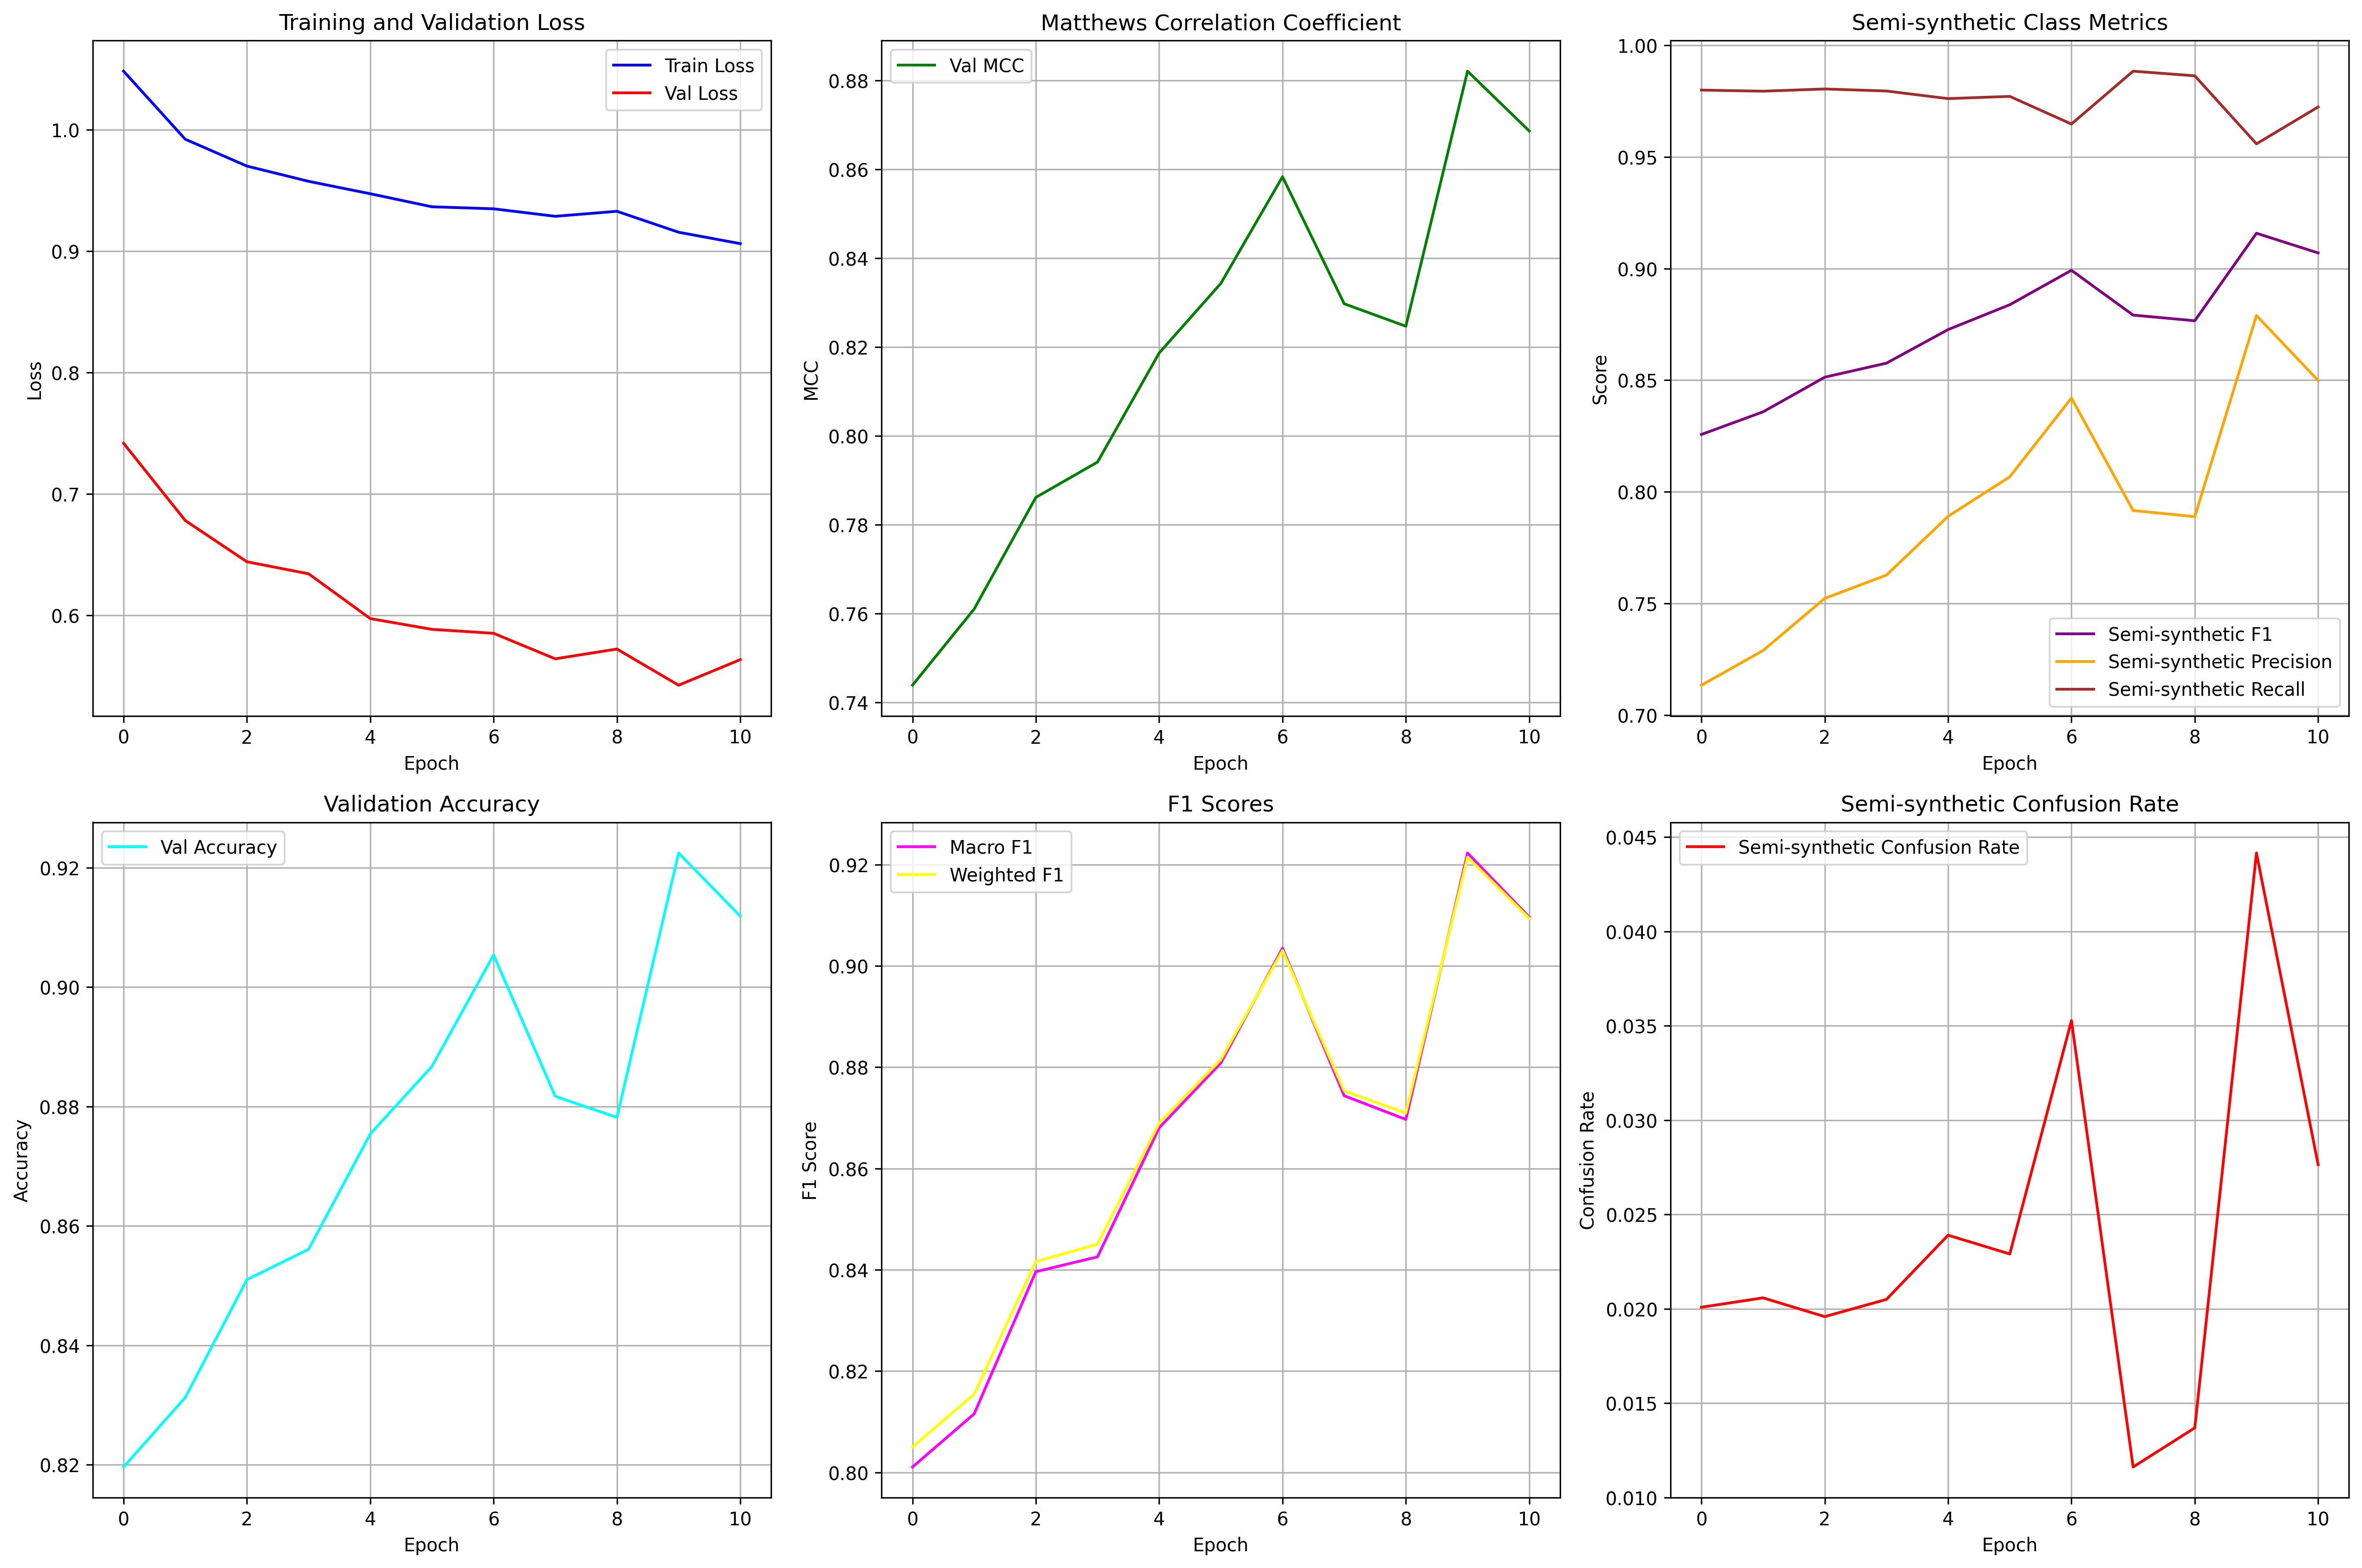 Training and Validation Loss
Train Loss
Val Loss
1.0
0.9
0.8
0.7
0.6
Loss
0 2 4 6 8 10
Epoch
Matthews Correlation Coefficient
Val MCC
0.88
0.86
0.84
0.82
0.80
0.78
0.76
0.74
MCC
0 2 4 6 8 10
Epoch
Semi-synthetic Class Metrics
1.00
0.95
0.90
0.85
0.80
0.75
0.70
Score
Semi-synthetic F1
Semi-synthetic Precision
Semi-synthetic Recall
0 2 4 6 8 10
Epoch
Validation Accuracy
Val Accuracy
0.92
0.90
0.88
0.86
0.84
0.82
Accuracy
0 2 4 6 8 10
Epoch
F1 Scores
Macro F1
Weighted F1
0.92
0.90
0.88
0.86
0.84
0.82
0.80
F1 Score
0 2 4 6 8 10
Epoch
Semi-synthetic Confusion Rate
Semi-synthetic Confusion Rate
0.045
0.040
0.035
0.030
0.025
0.020
0.015
0.010
Confusion Rate
0 2 4 6 8 10
Epoch